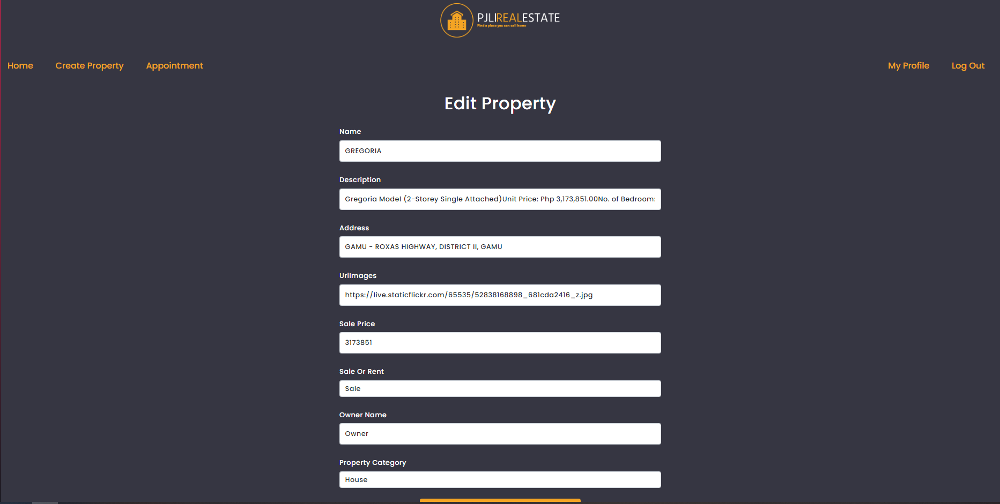 PJLIREALESTATE
Find a place you can call home
Home Create Property Appointment My Profile Log Out
Edit Property
Name
GREGORIA
Description
Gregoria Model (2-Storey Single Attached)Unit Price: Php 3,173,851.00No. of Bedroom:
Address
GAMU - ROXAS HIGHWAY, DISTRICT II, GAMU
UrlImages
https://live.staticflickr.com/65535/52838168898_681cda2416_z.jpg
Sale Price
3173851
Sale Or Rent
Sale
Owner Name
Owner
Property Category
House